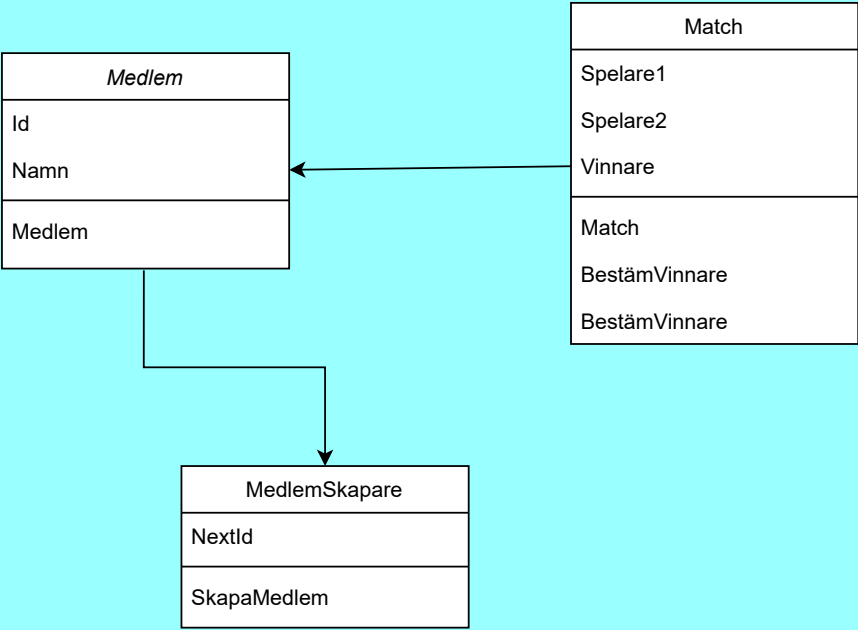 Medlem
Id
Namn
Medlem
Match
Spelare1
Spelare2
Vinnare
Match
BestämVinnare
BestämVinnare
MedlemSkapare
NextId
SkapaMedlem